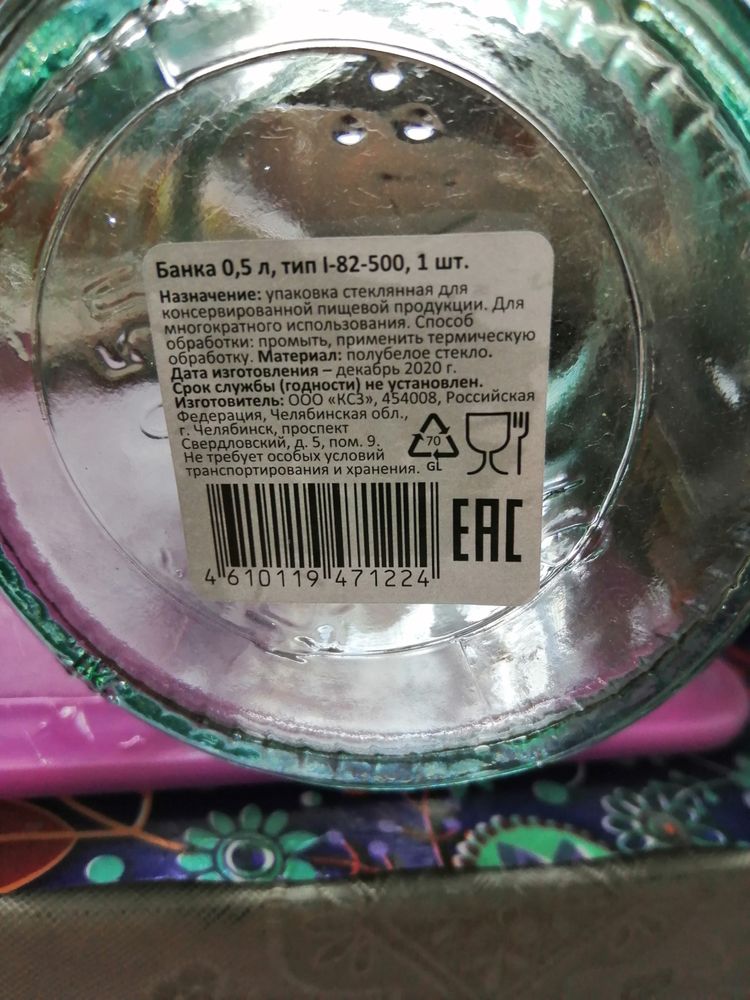 Банка 0,5 л, тип I-82-500, 1 шт.
Назначение: упаковка стеклянная для
консервированной пищевой продукции. Для
многократного использования. Способ
обработки: промыть, применить термическую
обработку. Материал: полубелое стекло.
Дата изготовления – декабрь 2020 г.
Срок службы (годности) не установлен.
Изготовитель: ООО «КСЗ», 454008, Российская
Федерация, Челябинская обл.,
г. Челябинск, проспект
Свердловский, д. 5, пом. 9.
Не требует особых условий
транспортирования и хранения.
70
GL
EAC
4 610119 471224